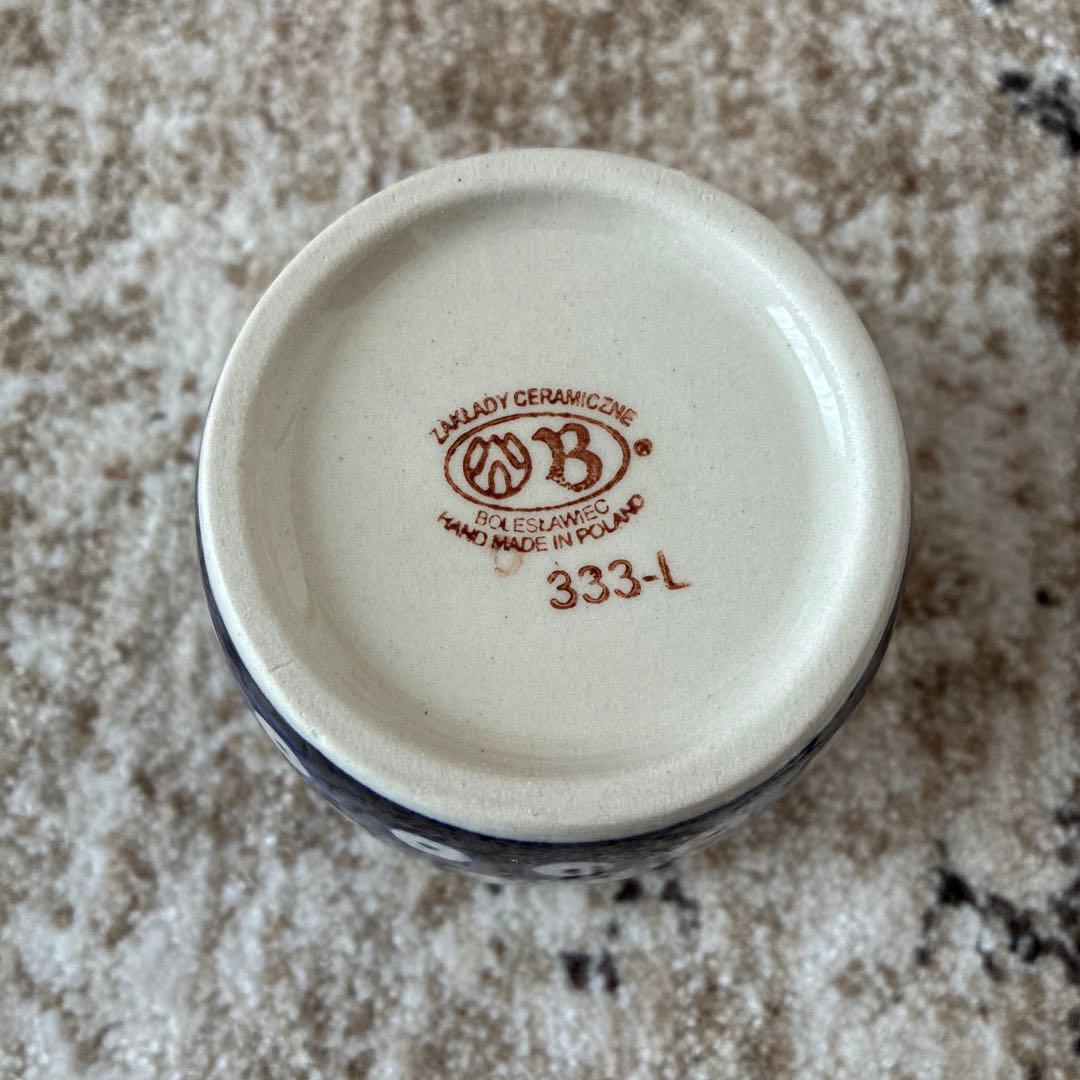 ZAKŁADY CERAMICZNE
B ®
BOLESŁAWIEC
HAND MADE IN POLAND
333-L